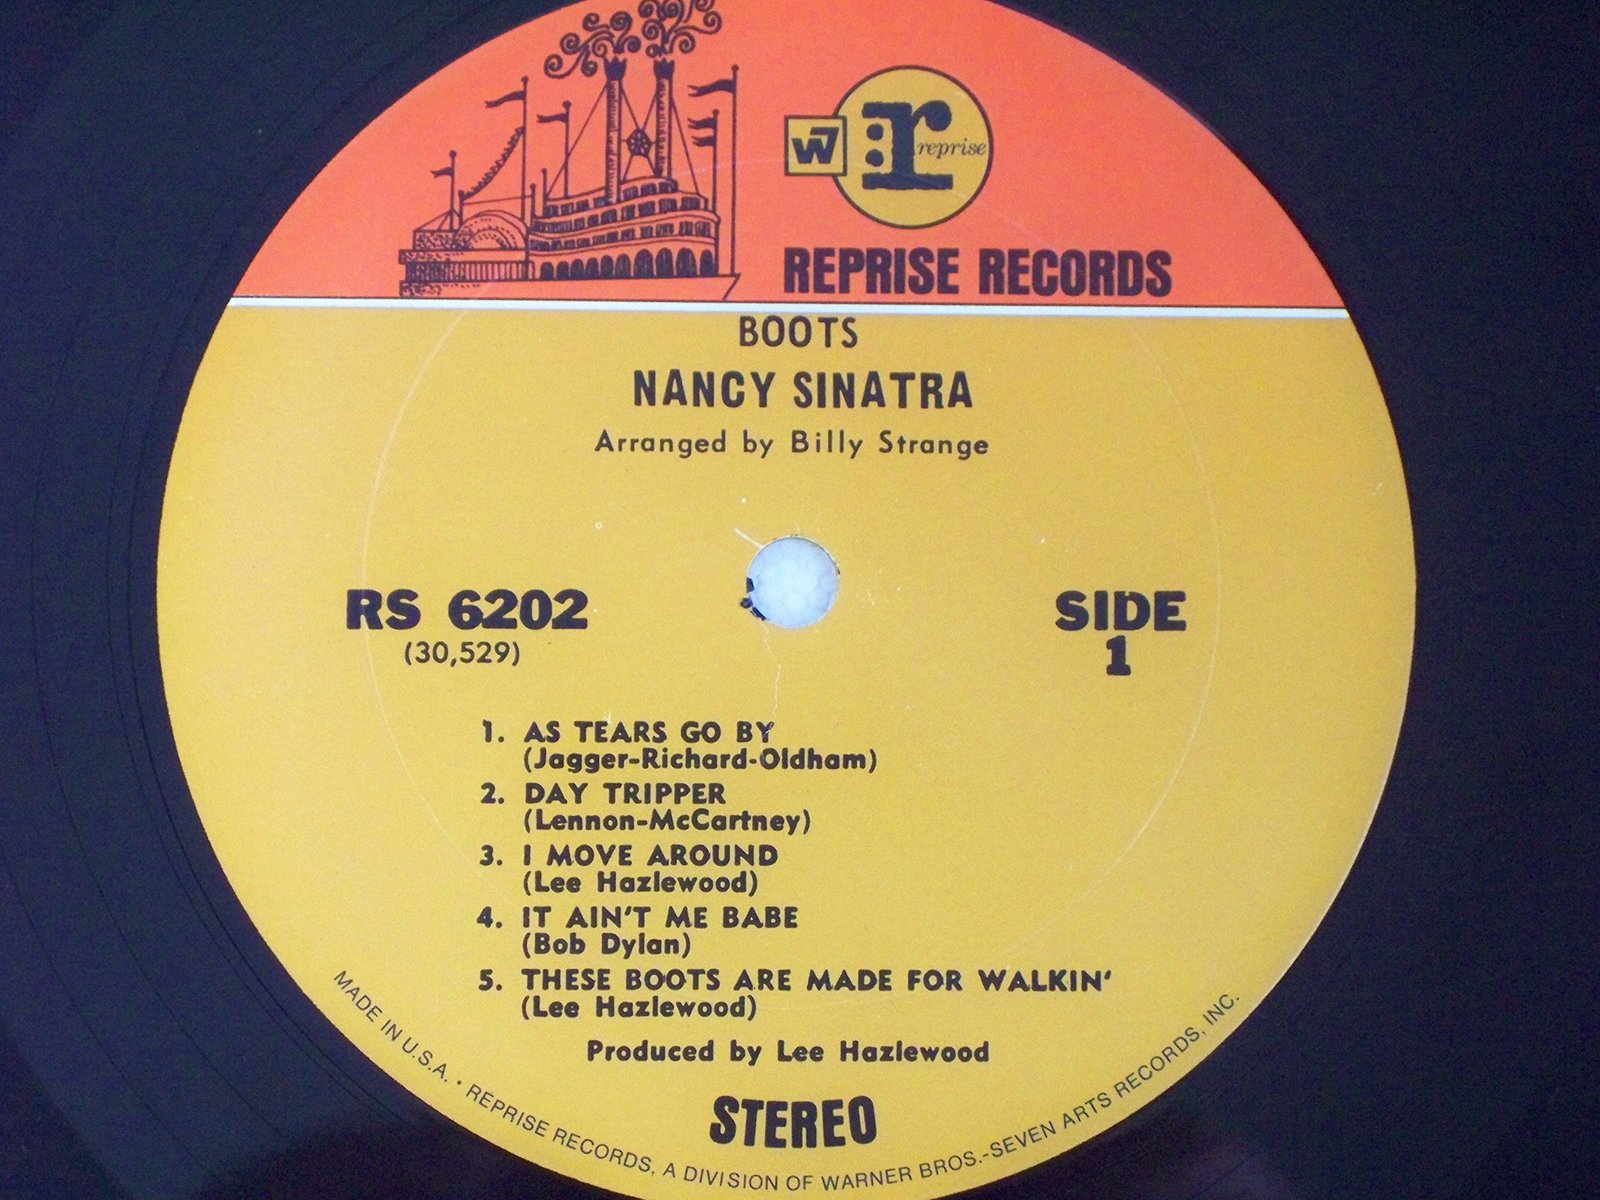 W7
r: reprise
REPRISE RECORDS
BOOTS
NANCY SINATRA
Arranged by Billy Strange
RS 6202
(30,529)
SIDE
1
1. AS TEARS GO BY
(Jagger-Richard-Oldham)
2. DAY TRIPPER
(Lennon-McCartney)
3. I MOVE AROUND
(Lee Hazlewood)
4. IT AIN'T ME BABE
(Bob Dylan)
5. THESE BOOTS ARE MADE FOR WALKIN'
(Lee Hazlewood)
Produced by Lee Hazlewood
STEREO
MADE IN U.S.A. • REPRISE RECORDS, A DIVISION OF WARNER BROS.-SEVEN ARTS RECORDS, INC.